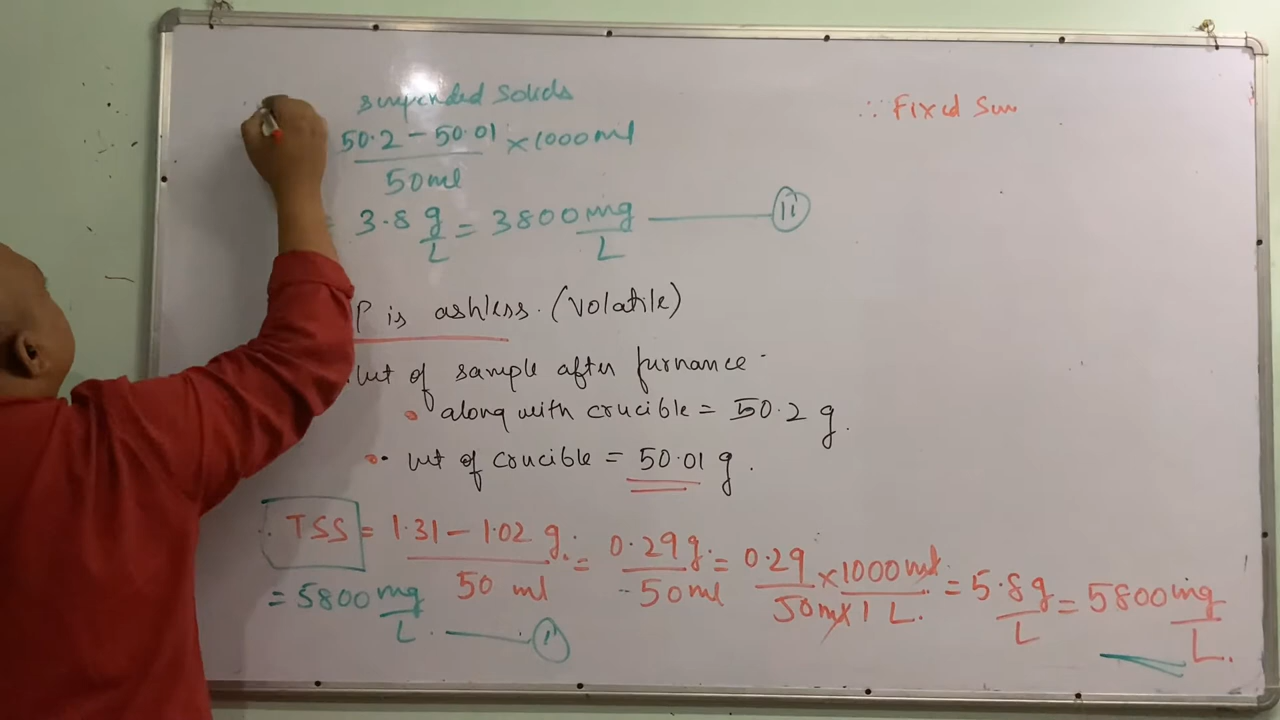 suspended solids
∴ Fixed Sus
50.2 - 50.01 × 1000 ml
50 ml
= 3.8 g/L = 3800 mg/L (ii)
P is ashless. (volatile)
wt of sample after furnance
along with crucible = 50.2 g.
wt of crucible = 50.01 g.
TSS = 1.31 - 1.02 g / 50 ml = 0.29 g / 50 ml = 0.29 / 50 ml × 1000 ml / 1 L. = 5.8 g/L = 5800 mg/L.
= 5800 mg/L. (i)